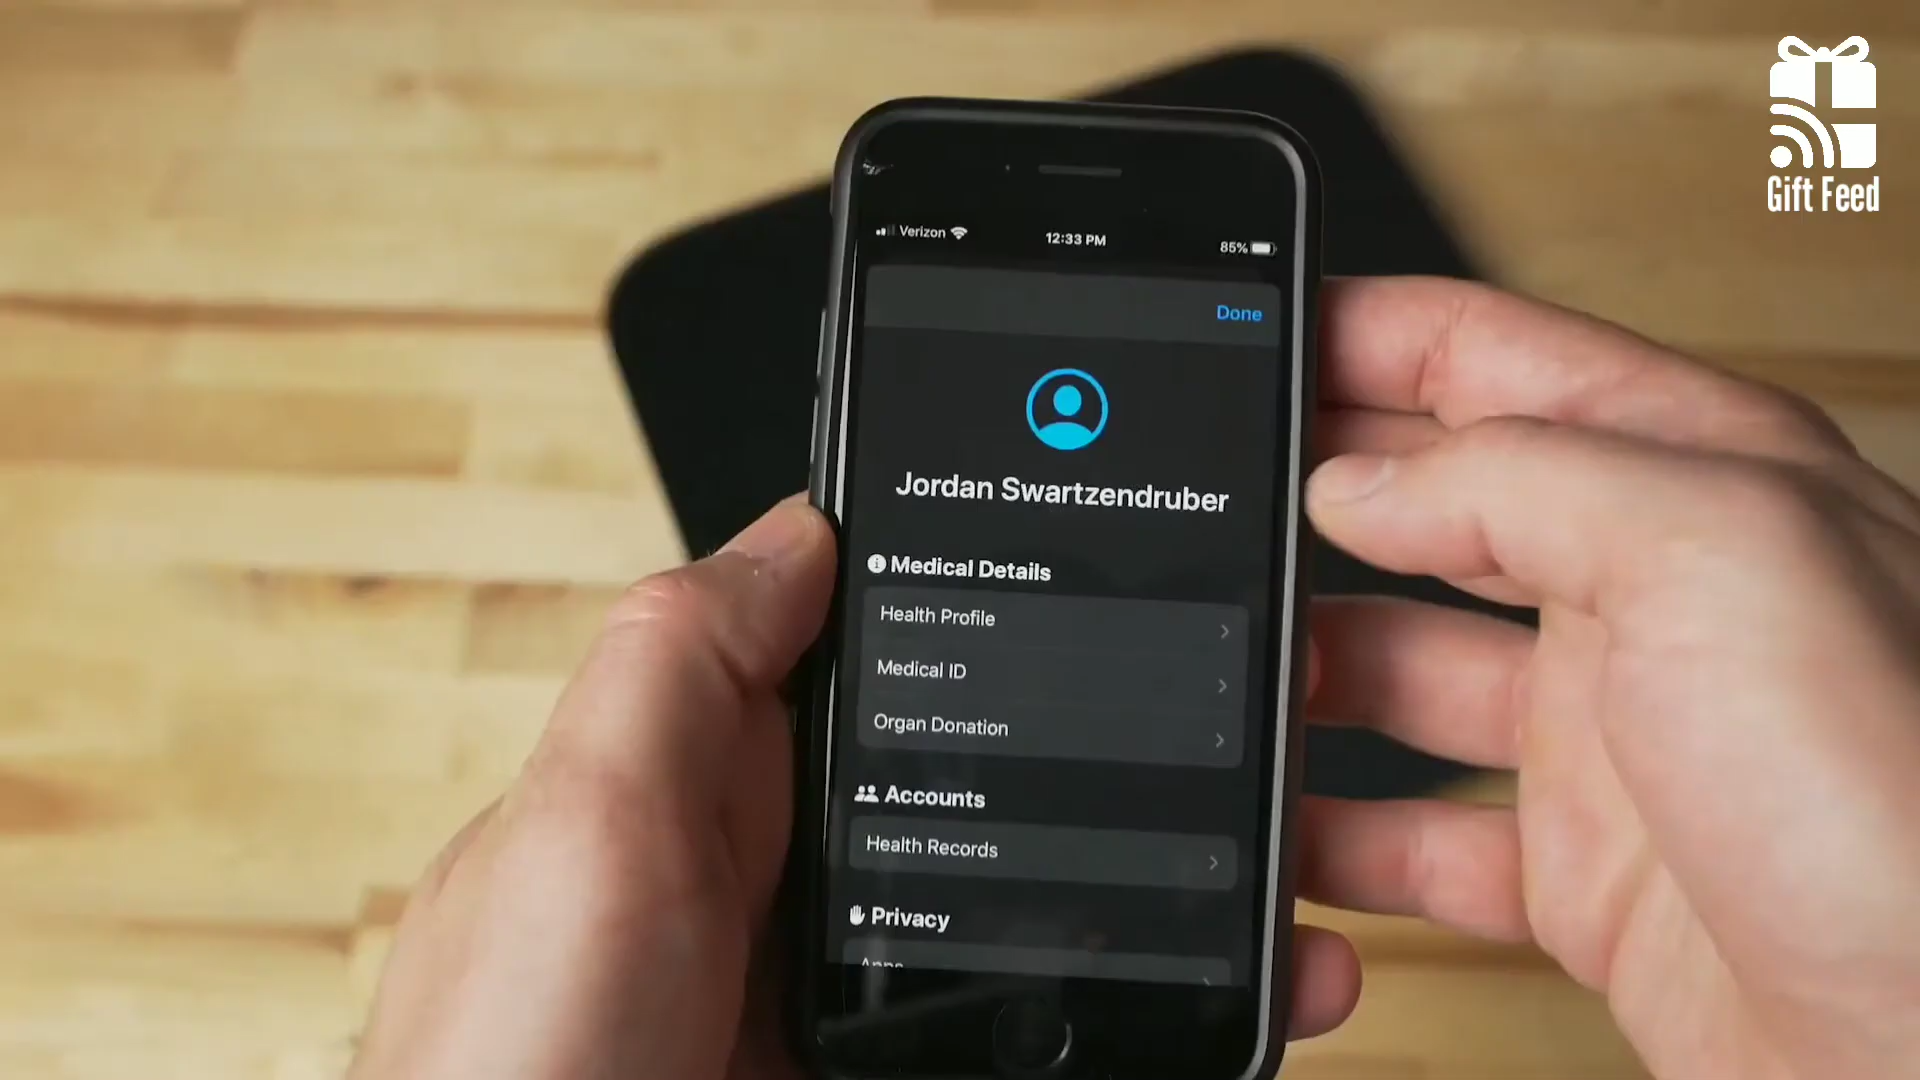 Gift Feed
Verizon
12:33 PM
85%
Done
Jordan Swartzendruber
Medical Details
Health Profile
Medical ID
Organ Donation
Accounts
Health Records
Privacy
Apps